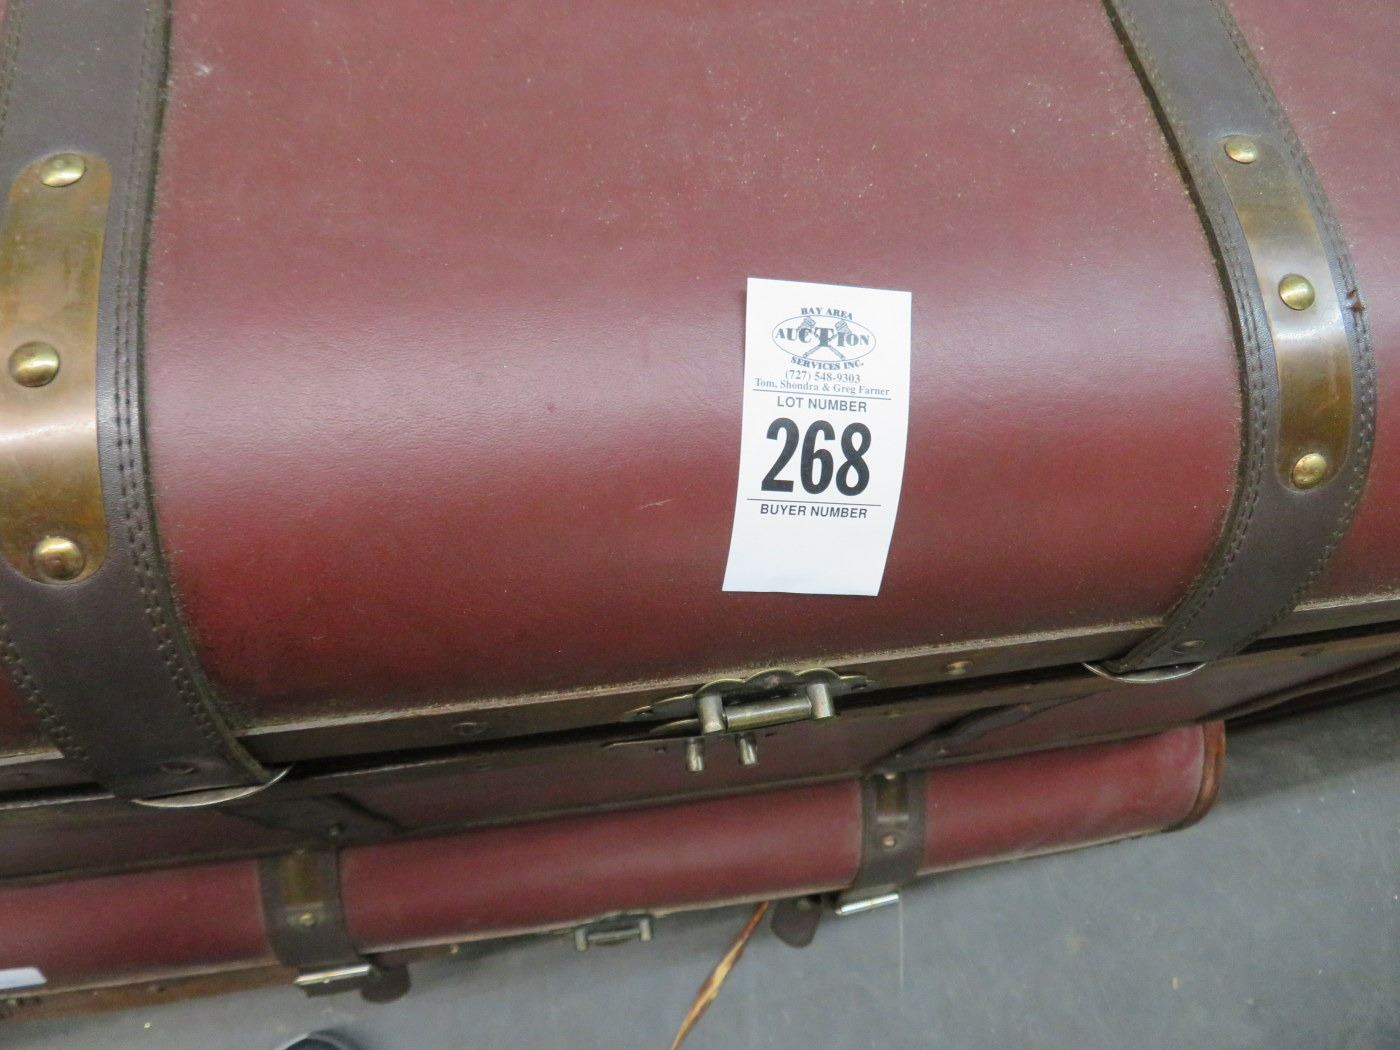 BAY AREA
AUCTION
SERVICES INC.
(727) 548-9303
Tom, Shondra & Greg Farner
LOT NUMBER
268
BUYER NUMBER